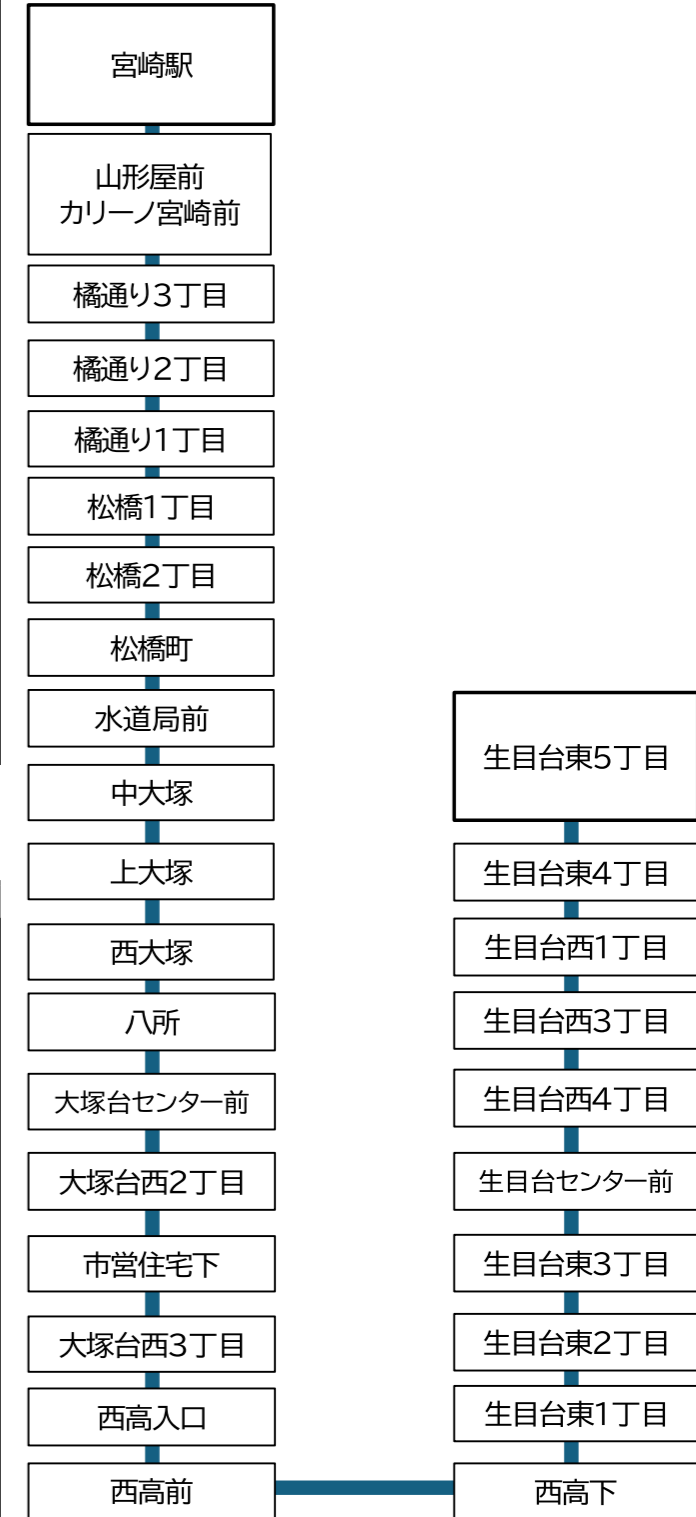 宮崎駅
山形屋前
カリーノ宮崎前
橘通り3丁目
橘通り2丁目
橘通り1丁目
松橋1丁目
松橋2丁目
松橋町
水道局前
中大塚
上大塚
西大塚
八所
大塚台センター前
大塚台西2丁目
市営住宅下
大塚台西3丁目
西高入口
西高前
生目台東5丁目
生目台東4丁目
生目台西1丁目
生目台西3丁目
生目台西4丁目
生目台センター前
生目台東3丁目
生目台東2丁目
生目台東1丁目
西高下